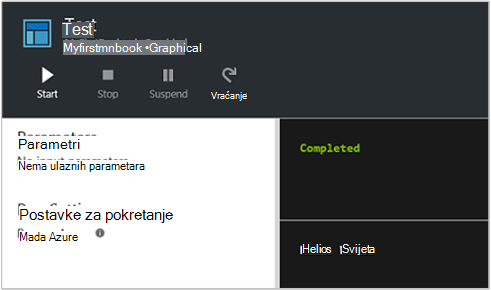 Test
Myfirstmnbook •Graphical
Start Stop Suspend Vraćanje
Parametri
Nema ulaznih parametara
Postavke za pokretanje
Mada Azure
Completed
Helios Svijeta